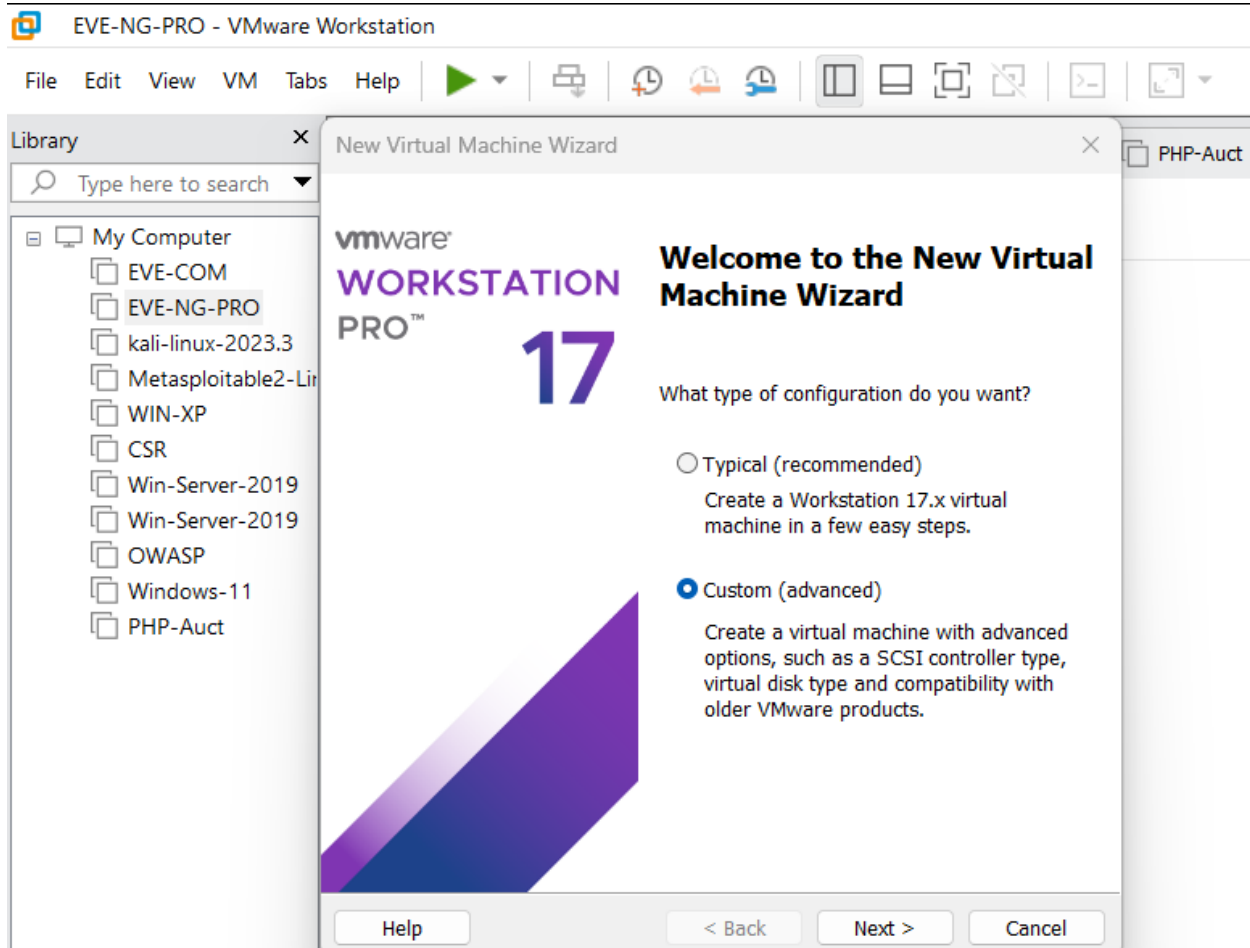 EVE-NG-PRO - VMware Workstation
File Edit View VM Tabs Help
Library
Type here to search
My Computer
EVE-COM
EVE-NG-PRO
kali-linux-2023.3
Metasploitable2-Lin
WIN-XP
CSR
Win-Server-2019
Win-Server-2019
OWASP
Windows-11
PHP-Auct
New Virtual Machine Wizard
PHP-Auct
vmware®
WORKSTATION
PRO™
17
Welcome to the New Virtual
Machine Wizard
What type of configuration do you want?
Typical (recommended)
Create a Workstation 17.x virtual
machine in a few easy steps.
Custom (advanced)
Create a virtual machine with advanced
options, such as a SCSI controller type,
virtual disk type and compatibility with
older VMware products.
Help < Back Next > Cancel